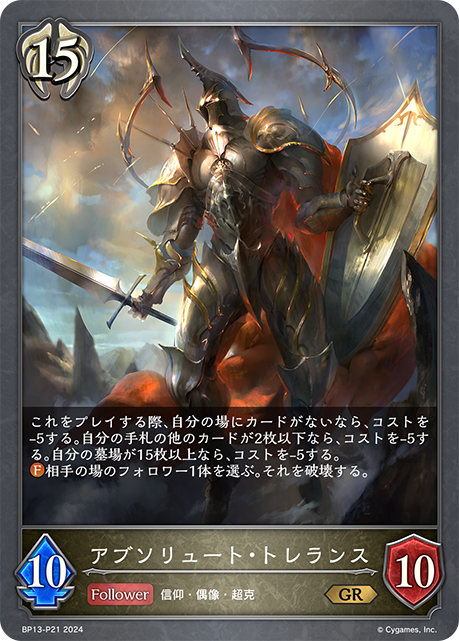 15
これをプレイする際、自分の場にカードがないなら、コストを
-5する。自分の手札の他のカードが2枚以下なら、コストを-5す
る。自分の墓場が15枚以上なら、コストを-5する。
F相手の場のフォロワー1体を選ぶ。それを破壊する。
アブソリュート・トレランス
10
Follower 信仰・偶像・超克 GR
10
BP13-P21 2024 © Cygames, Inc.